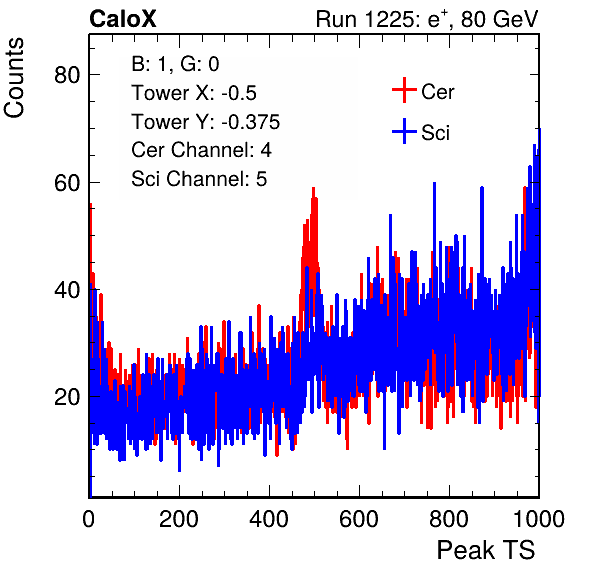 CaloX Run 1225: e⁺, 80 GeV
Counts
B: 1, G: 0
Tower X: -0.5
Tower Y: -0.375
Cer Channel: 4
Sci Channel: 5
Cer
Sci
80
60
40
20
0 200 400 600 800 1000
Peak TS